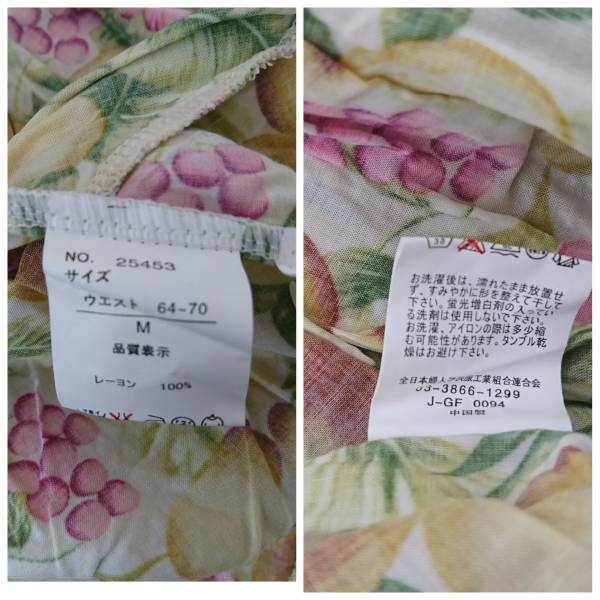 NO. 25453
サイズ
ウエスト 64~70
M
品質表示
レーヨン 100%
30
お洗濯後は、濡れたまま放置せ
ず、すみやかに形を整えて干して
下さい。蛍光増白剤の入ってい
る洗剤は使用しないで下さい。
お洗濯、アイロンの際は多少縮
む可能性があります。タンブル乾
燥はお避け下さい。
全日本婦人子供服工業組合連合会
03-3866-1299
J-GF 0094
中国製